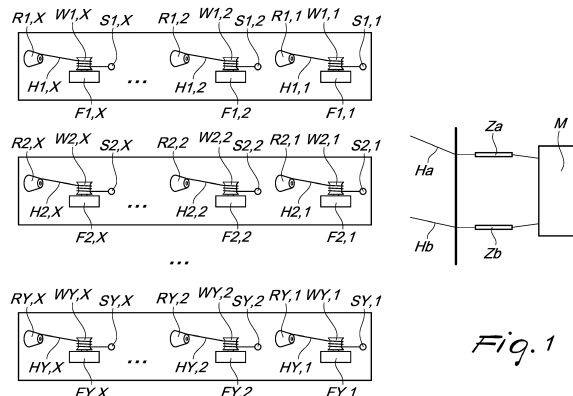 R1,X W1,X S1,X R1,2 W1,2 S1,2 R1,1 W1,1 S1,1
H1,X ... H1,2 H1,1
F1,X F1,2 F1,1
R2,X W2,X S2,X R2,2 W2,2 S2,2 R2,1 W2,1 S2,1
H2,X ... H2,2 H2,1
F2,X F2,2 F2,1
...
RY,X WY,X SY,X RY,2 WY,2 SY,2 RY,1 WY,1 SY,1
HY,X ... HY,2 HY,1
FY,X FY,2 FY,1
Za M
Ha
Hb Zb
Fig. 1